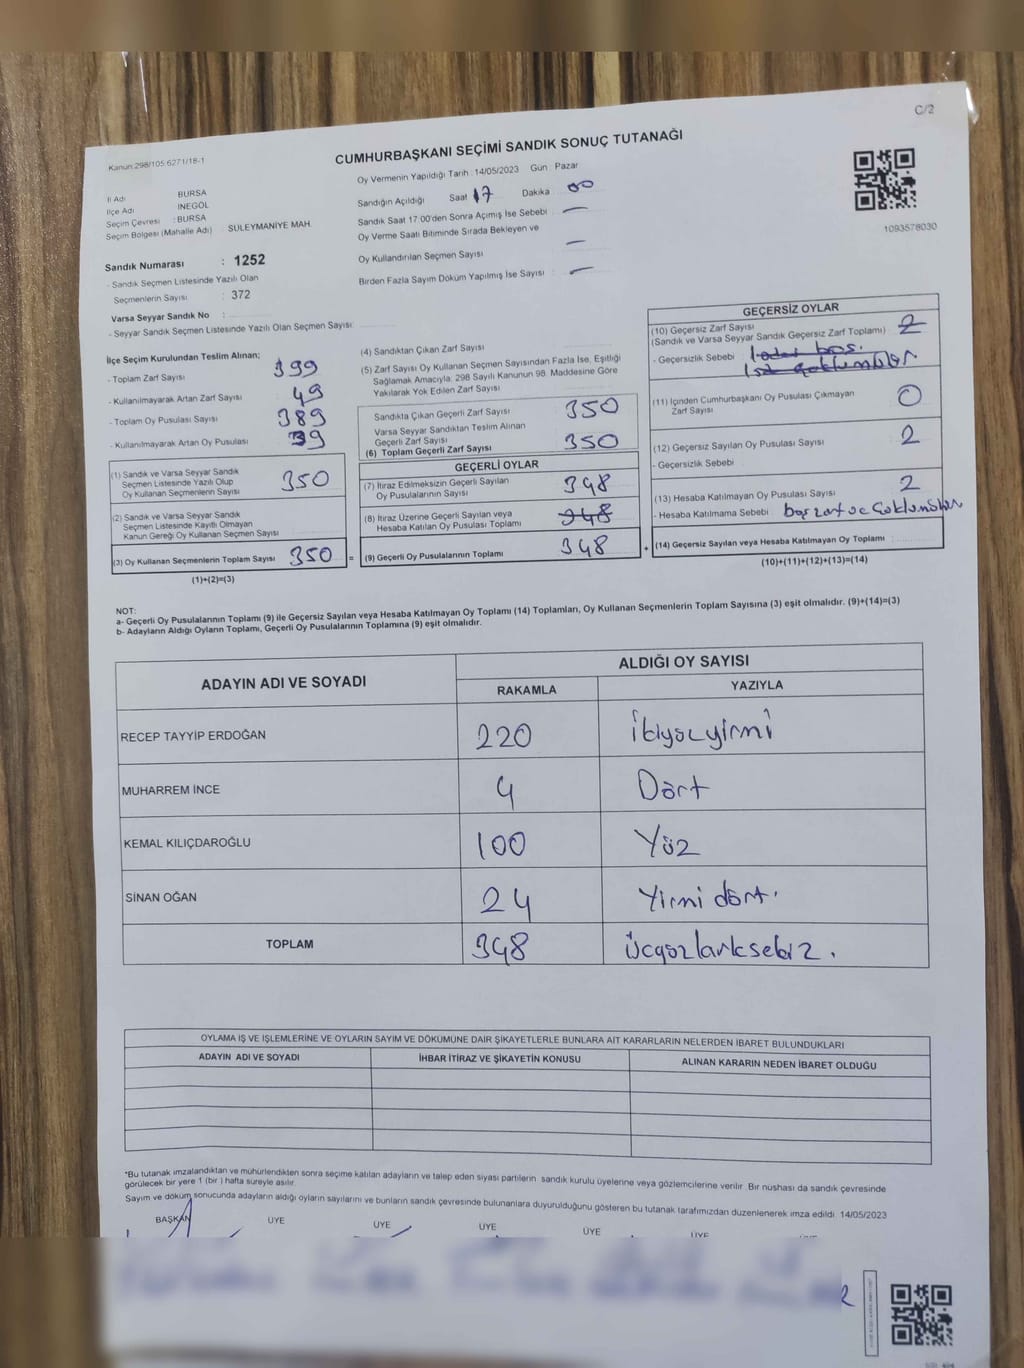 C/2
Kanun 298/105 6271/18-1
CUMHURBAŞKANI SEÇİMİ SANDIK SONUÇ TUTANAĞI
Oy Vermenin Yapıldığı Tarih : 14/05/2023 Gün : Pazar
İl Adı BURSA
İlçe Adı İNEGÖL
Seçim Çevresi : BURSA
Seçim Bölgesi (Mahalle Adı) SÜLEYMANİYE MAH.
Sandığın Açıldığı Saat 17 Dakika 00
Sandık Saat 17:00'den Sonra Açılmış İse Sebebi —
Oy Verme Saati Bitiminde Sırada Bekleyen ve
Oy Kullandırılan Seçmen Sayısı —
Birden Fazla Sayım Döküm Yapılmış İse Sayısı : —
1093578030
Sandık Numarası : 1252
- Sandık Seçmen Listesinde Yazılı Olan
Seçmenlerin Sayısı : 372
Varsa Seyyar Sandık No :
- Seyyar Sandık Seçmen Listesinde Yazılı Olan Seçmen Sayısı:
İlçe Seçim Kurulundan Teslim Alınan;
- Toplam Zarf Sayısı 399
- Kullanılmayarak Artan Zarf Sayısı 49
- Toplam Oy Pusulası Sayısı 389
- Kullanılmayarak Artan Oy Pusulası 39
(1) Sandık ve Varsa Seyyar Sandık
Seçmen Listesinde Yazılı Olup
Oy Kullanan Seçmenlerin Sayısı 350
(2) Sandık ve Varsa Seyyar Sandık
Seçmen Listesinde Kayıtlı Olmayan
Kanun Gereği Oy Kullanan Seçmen Sayısı
(3) Oy Kullanan Seçmenlerin Toplam Sayısı 350 =
(1)+(2)=(3)
(4) Sandıktan Çıkan Zarf Sayısı
(5) Zarf Sayısı Oy Kullanan Seçmen Sayısından Fazla İse, Eşitliği
Sağlamak Amacıyla; 298 Sayılı Kanunun 98. Maddesine Göre
Yakılarak Yok Edilen Zarf Sayısı
Sandıkta Çıkan Geçerli Zarf Sayısı 350
Varsa Seyyar Sandıktan Teslim Alınan
Geçerli Zarf Sayısı
(6) Toplam Geçerli Zarf Sayısı 350
GEÇERLİ OYLAR
(7) İtiraz Edilmeksizin Geçerli Sayılan
Oy Pusulalarının Sayısı 348
(8) İtiraz Üzerine Geçerli Sayılan veya
Hesaba Katılan Oy Pusulası Toplamı 348
(9) Geçerli Oy Pusulalarının Toplamı 348 +
GEÇERSİZ OYLAR
(10) Geçersiz Zarf Sayısı
(Sandık ve Varsa Seyyar Sandık Geçersiz Zarf Toplamı) 2
- Geçersizlik Sebebi 1 adet boş.
(11) İçinden Cumhurbaşkanı Oy Pusulası Çıkmayan
Zarf Sayısı 0
(12) Geçersiz Sayılan Oy Pusulası Sayısı 2
- Geçersizlik Sebebi
(13) Hesaba Katılmayan Oy Pusulası Sayısı 2
- Hesaba Katılmama Sebebi : boş zarf ve
(14) Geçersiz Sayılan veya Hesaba Katılmayan Oy Toplamı :
(10)+(11)+(12)+(13)=(14)
NOT:
a- Geçerli Oy Pusulalarının Toplamı (9) ile Geçersiz Sayılan veya Hesaba Katılmayan Oy Toplamı (14) Toplamları, Oy Kullanan Seçmenlerin Toplam Sayısına (3) eşit olmalıdır. (9)+(14)=(3)
b- Adayların Aldığı Oyların Toplamı, Geçerli Oy Pusulalarının Toplamına (9) eşit olmalıdır.
ADAYIN ADI VE SOYADI
ALDIĞI OY SAYISI
RAKAMLA YAZIYLA
RECEP TAYYİP ERDOĞAN 220 ikiyüzyirmi
MUHARREM İNCE 4 Dört
KEMAL KILIÇDAROĞLU 100 Yüz
SİNAN OĞAN 24 Yirmi dört.
TOPLAM 348 üçyüzkırksekiz.
OYLAMA İŞ VE İŞLEMLERİNE VE OYLARIN SAYIM VE DÖKÜMÜNE DAİR ŞİKAYETLERLE BUNLARA AİT KARARLARIN NELERDEN İBARET BULUNDUKLARI
ADAYIN ADI VE SOYADI İHBAR İTİRAZ VE ŞİKAYETİN KONUSU ALINAN KARARIN NEDEN İBARET OLDUĞU
*Bu tutanak imzalandıktan ve mühürlendikten sonra seçime katılan adayların ve talep eden siyasi partilerin sandık kurulu üyelerine veya gözlemcilerine verilir. Bir nüshası da sandık çevresinde
görülecek bir yere 1 (bir ) hafta süreyle asılır.
Sayım ve döküm sonucunda adayların aldığı oyların sayılarını ve bunların sandık çevresinde bulunanlara duyurulduğunu gösteren bu tutanak tarafımızdan düzenlenerek imza edildi. 14/05/2023
BAŞKAN ÜYE ÜYE ÜYE ÜYE ÜYE